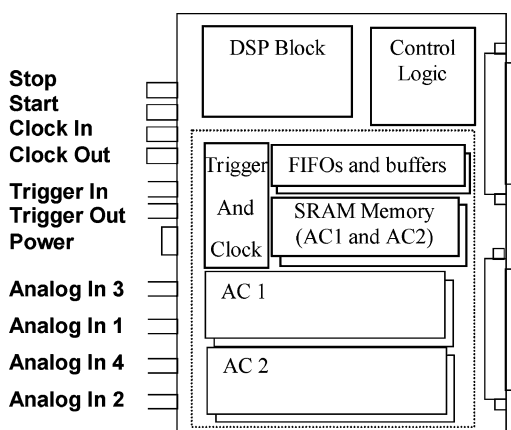 Stop
Start
Clock In
Clock Out
Trigger In
Trigger Out
Power
Analog In 3
Analog In 1
Analog In 4
Analog In 2
DSP Block
Control
Logic
Trigger
And
Clock
FIFOs and buffers
SRAM Memory
(AC1 and AC2)
AC 1
AC 2